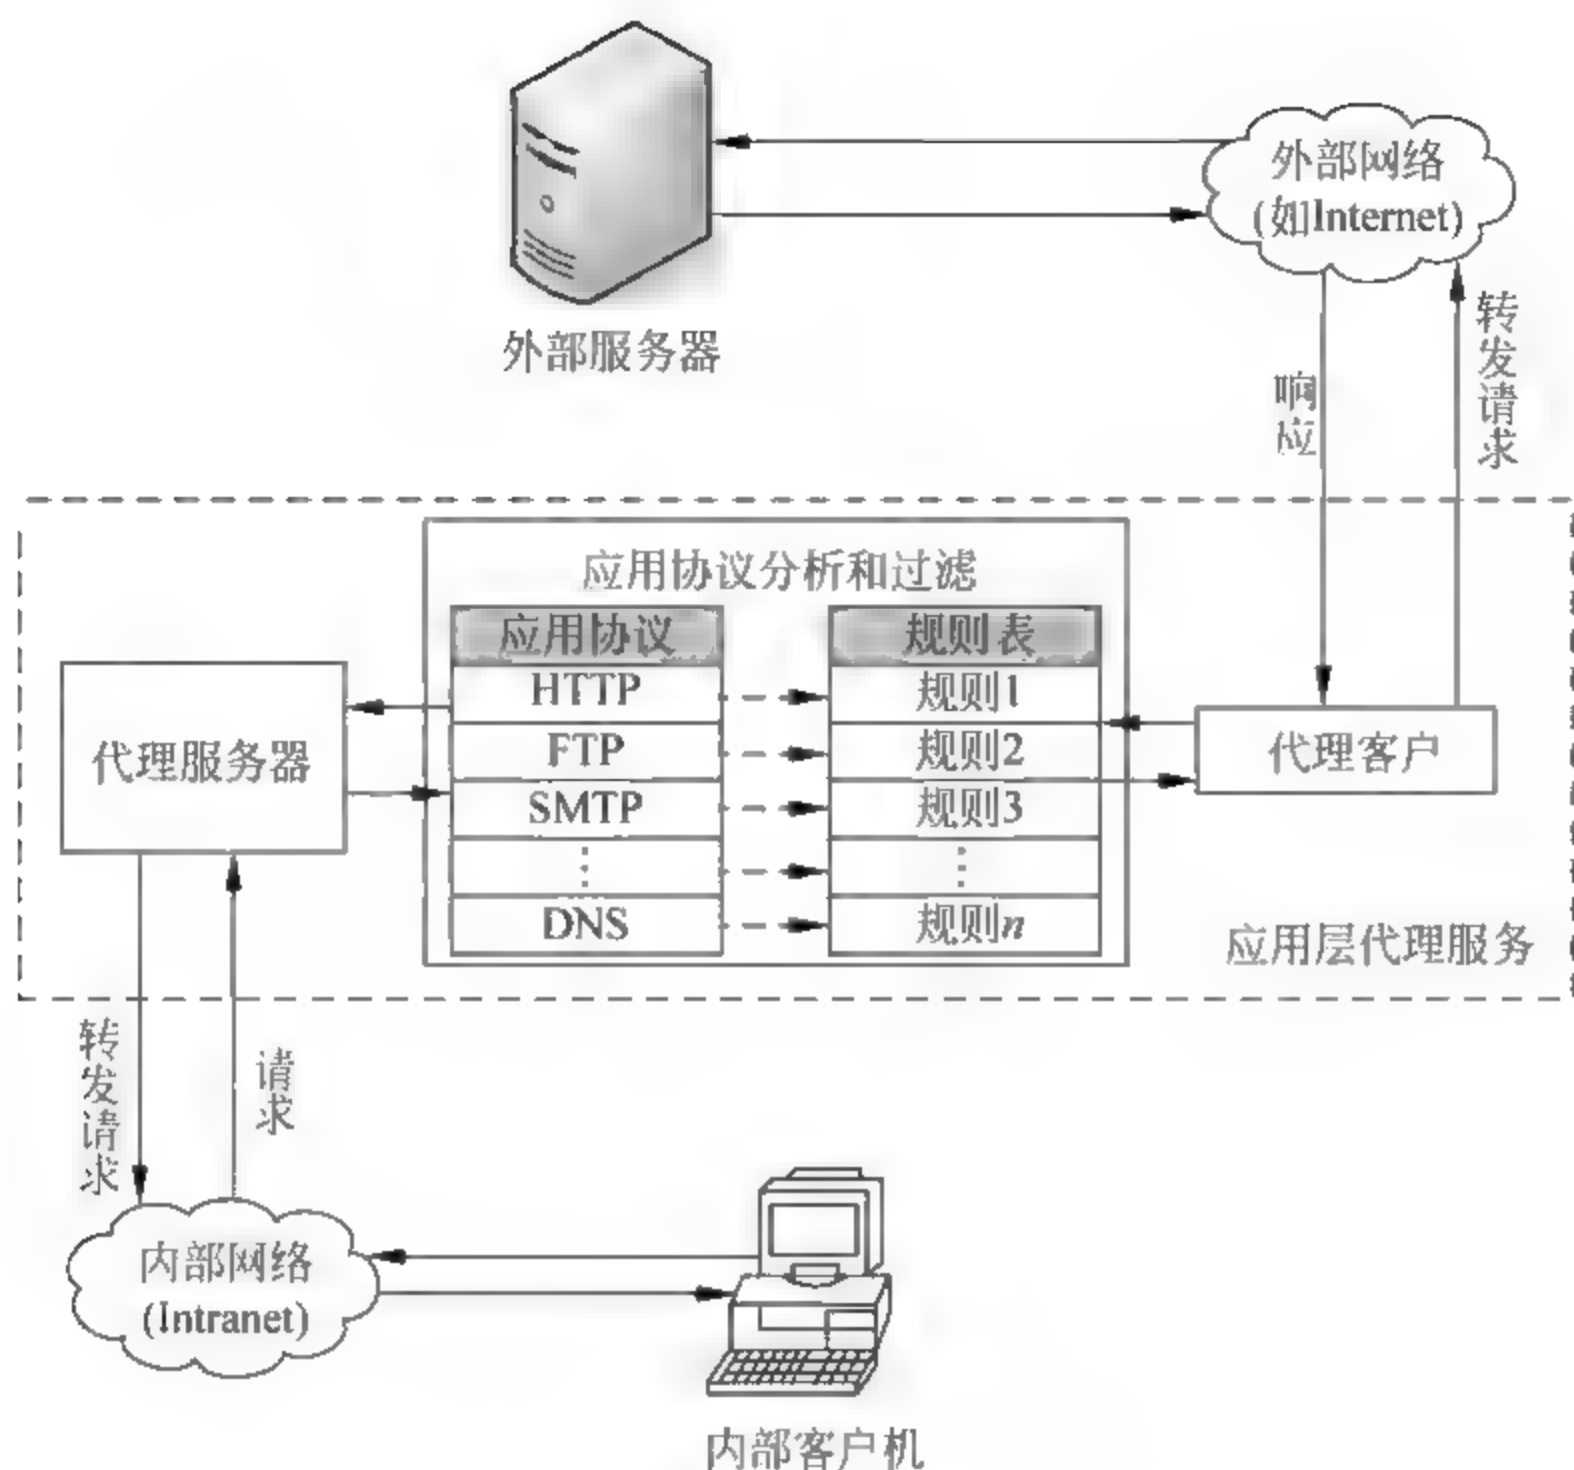 外部网络
(如Internet)
外部服务器
响应
转发请求
应用协议分析和过滤
应用协议
规则表
HTTP
规则1
FTP
规则2
SMTP
规则3
⋮
⋮
DNS
规则n
代理服务器
代理客户
应用层代理服务
转发请求
请求
内部网络
(Intranet)
内部客户机